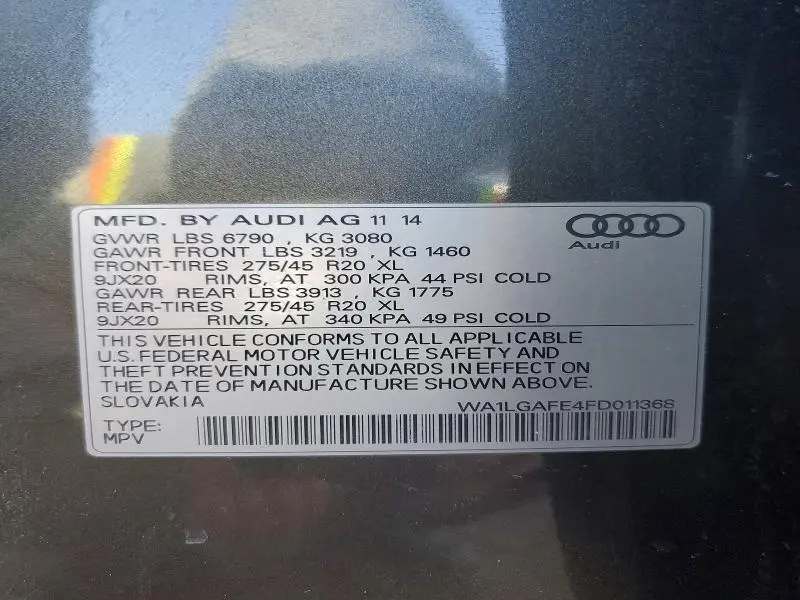 MFD. BY AUDI AG 11 14
GVWR LBS 6790 , KG 3080
GAWR FRONT LBS 3219 , KG 1460
FRONT-TIRES 275/45 R20 XL
9JX20 RIMS, AT 300 KPA 44 PSI COLD
GAWR REAR LBS 3913 , KG 1775
REAR-TIRES 275/45 R20 XL
9JX20 RIMS, AT 340 KPA 49 PSI COLD
Audi
THIS VEHICLE CONFORMS TO ALL APPLICABLE
U.S. FEDERAL MOTOR VEHICLE SAFETY AND
THEFT PREVENTION STANDARDS IN EFFECT ON
THE DATE OF MANUFACTURE SHOWN ABOVE.
SLOVAKIA
WA1LGAFE4FD011368
TYPE:
MPV